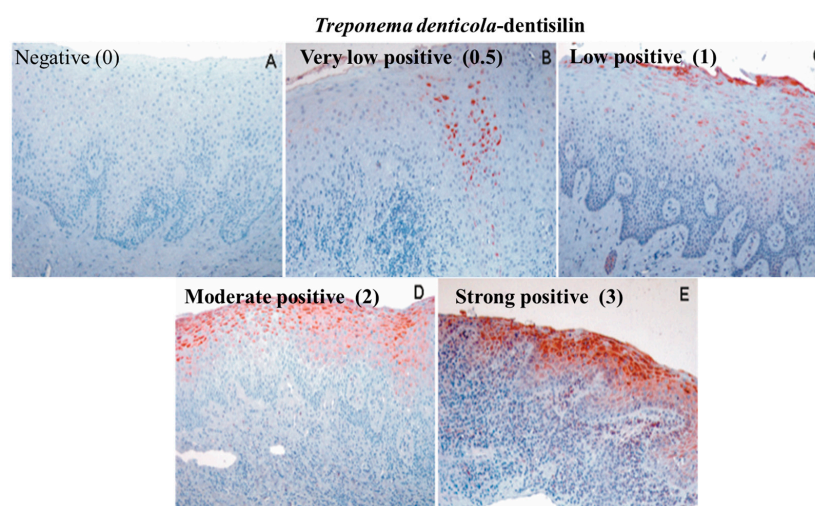 Treponema denticola-dentisilin
Negative (0)
A
Very low positive (0.5)
B
Low positive (1)
Moderate positive (2)
D
Strong positive (3)
E